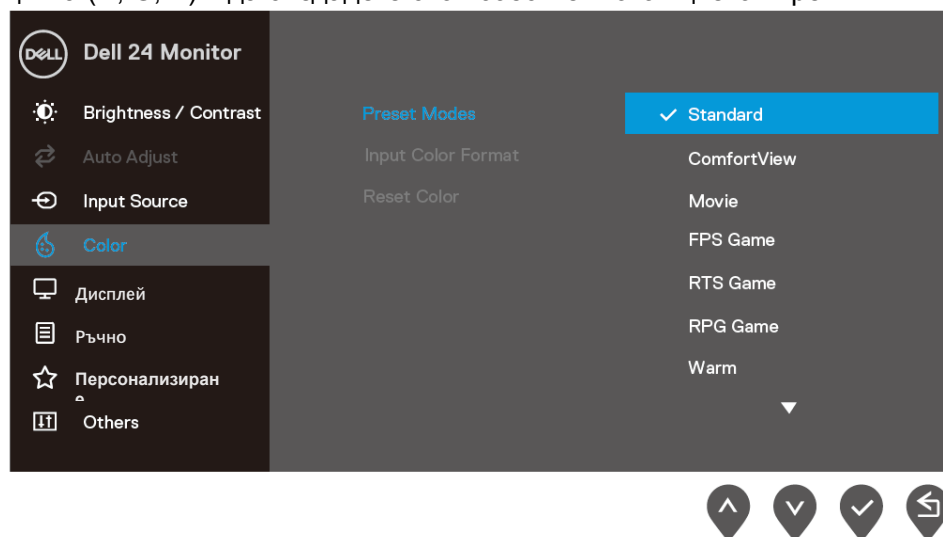 DELL
Dell 24 Monitor
Brightness / Contrast
Auto Adjust
Input Source
Color
Дисплей
Ръчно
Персонализиран
е
Others
Preset Modes
Input Color Format
Reset Color
Standard
ComfortView
Movie
FPS Game
RTS Game
RPG Game
Warm